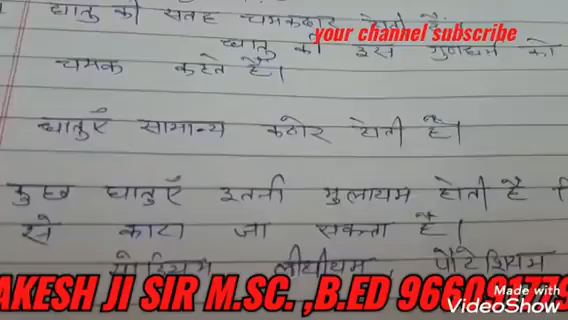 धातु की सतह चमकदार होती है।
your channel subscribe
धातु की इस गुणधर्म को
चमक कहते है।
धातुएँ सामान्य कठोर होती है।
कुछ धातुएँ इतनी मुलायम होती है
से काटा जा सकता है।
सोडियम लीथीयम, पौटेशियम
AKESH JI SIR M.SC. ,B.ED 966091779
Made with
VideoShow